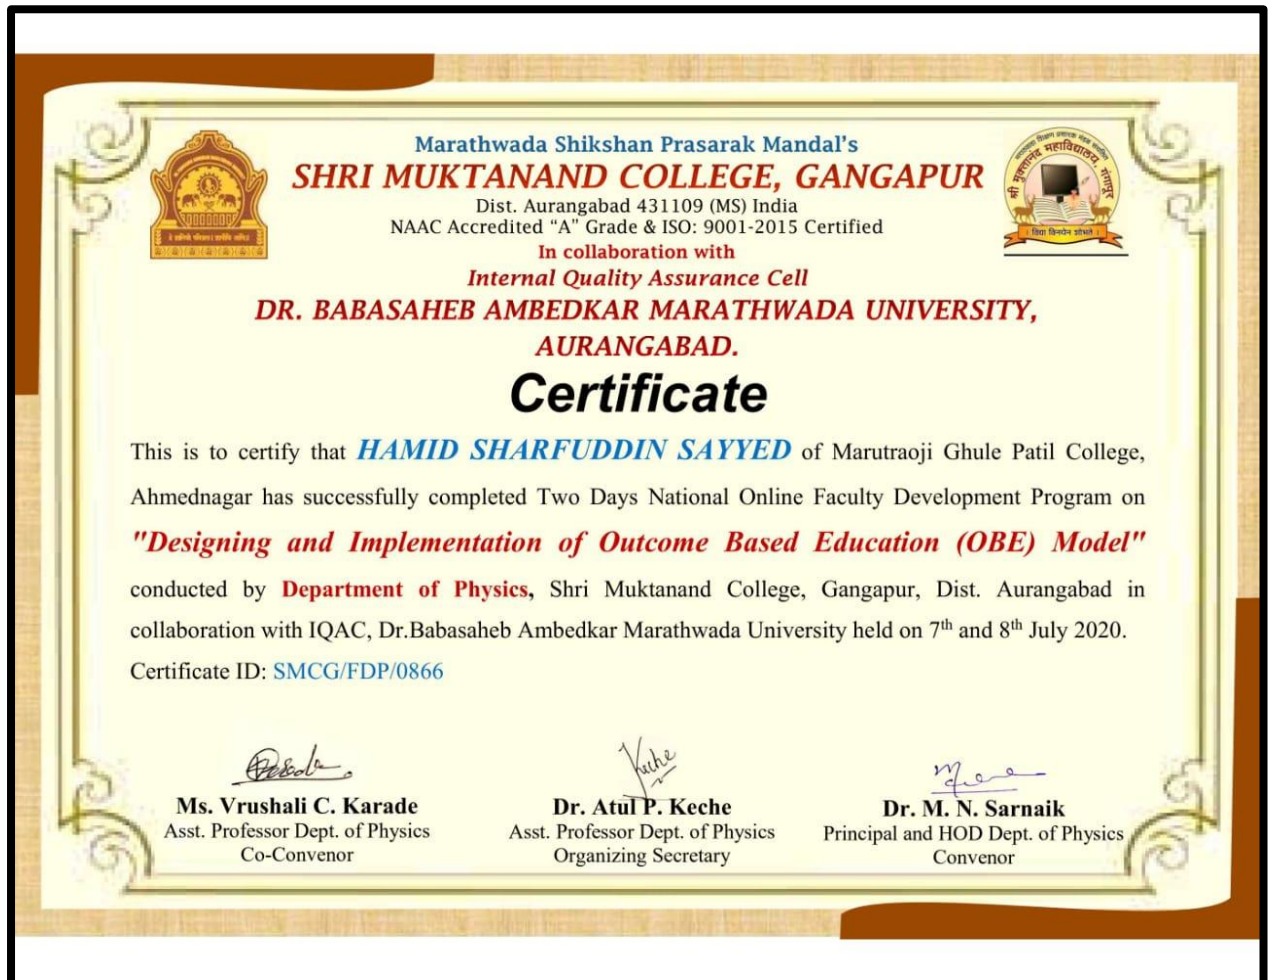 Marathwada Shikshan Prasarak Mandal's
SHRI MUKTANAND COLLEGE, GANGAPUR
Dist. Aurangabad 431109 (MS) India
NAAC Accredited “A” Grade & ISO: 9001-2015 Certified
In collaboration with
Internal Quality Assurance Cell
DR. BABASAHEB AMBEDKAR MARATHWADA UNIVERSITY,
AURANGABAD.
श्री मुक्तानंद महाविद्यालय, गंगापूर
। विद्या विनयेन शोभते ।
Certificate
This is to certify that HAMID SHARFUDDIN SAYYED of Marutraoji Ghule Patil College,
Ahmednagar has successfully completed Two Days National Online Faculty Development Program on
"Designing and Implementation of Outcome Based Education (OBE) Model"
conducted by Department of Physics, Shri Muktanand College, Gangapur, Dist. Aurangabad in
collaboration with IQAC, Dr.Babasaheb Ambedkar Marathwada University held on 7th and 8th July 2020.
Certificate ID: SMCG/FDP/0866
Keche
Ms. Vrushali C. Karade
Asst. Professor Dept. of Physics
Co-Convenor
Dr. Atul P. Keche
Asst. Professor Dept. of Physics
Organizing Secretary
Dr. M. N. Sarnaik
Principal and HOD Dept. of Physics
Convenor